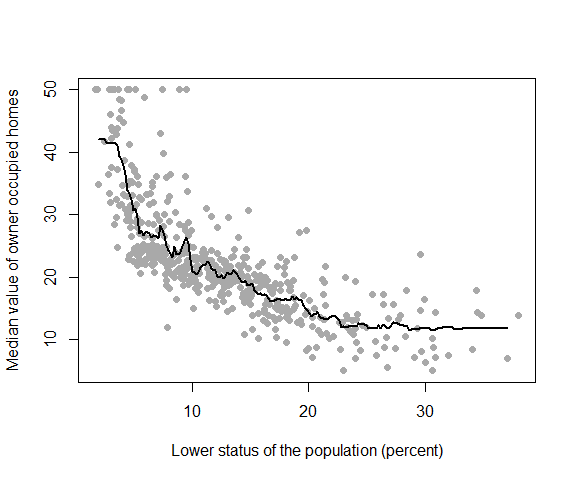 Median value of owner occupied homes
50
40
30
20
10
10 20 30
Lower status of the population (percent)